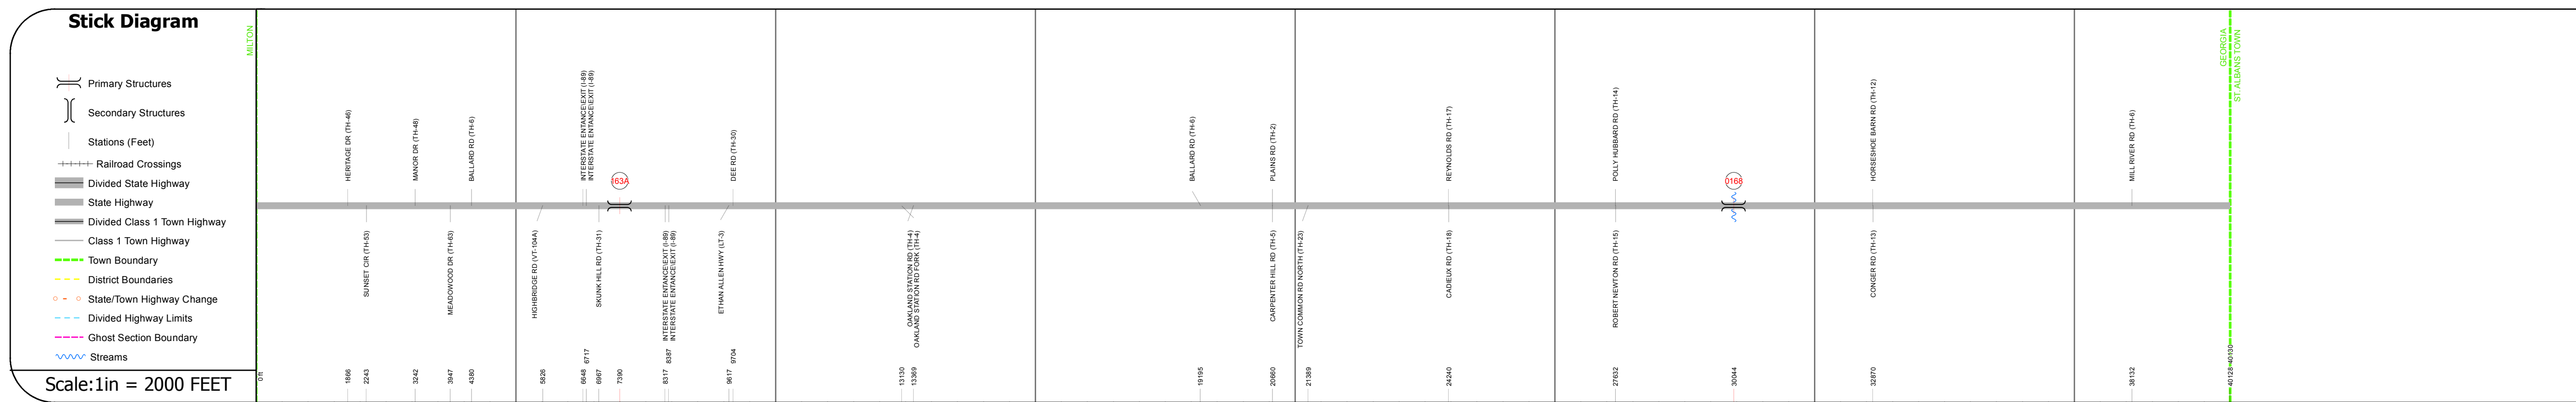 Stick Diagram
Primary Structures
Secondary Structures
Stations (Feet)
Railroad Crossings
Divided State Highway
State Highway
Divided Class 1 Town Highway
Class 1 Town Highway
Town Boundary
District Boundaries
State/Town Highway Change
Divided Highway Limits
Ghost Section Boundary
Streams
Scale:1in = 2000 FEET
MILTON
HERITAGE DR (TH-46)
MANOR DR (TH-48)
BALLARD RD (TH-6)
INTERSTATE ENTANCE\EXIT (I-89)
INTERSTATE ENTANCE\EXIT (I-89)
163A
DEE RD (TH-30)
BALLARD RD (TH-6)
PLAINS RD (TH-2)
REYNOLDS RD (TH-17)
POLLY HUBBARD RD (TH-14)
0168
HORSESHOE BARN RD (TH-12)
MILL RIVER RD (TH-8)
GEORGIA
ST. ALBANS TOWN
SUNSET CIR (TH-53)
MEADOWOOD DR (TH-63)
HIGHBRIDGE RD (VT-104A)
SKUNK HILL RD (TH-31)
INTERSTATE ENTANCE\EXIT (I-89)
INTERSTATE ENTANCE\EXIT (I-89)
ETHAN ALLEN HWY (LT-3)
OAKLAND STATION RD (TH-4)
OAKLAND STATION RD FORK (TH-4)
CARPENTER HILL RD (TH-5)
TOWN COMMON RD NORTH (TH-23)
CADIEUX RD (TH-18)
ROBERT NEWTON RD (TH-15)
CONGER RD (TH-13)
0 ft
1866
2243
3242
3947
4380
5826
6648
6717
6967
7390
8317
8387
9617
9704
13130
13369
19195
20660
21389
24240
27632
30044
32870
38132
40128
40130